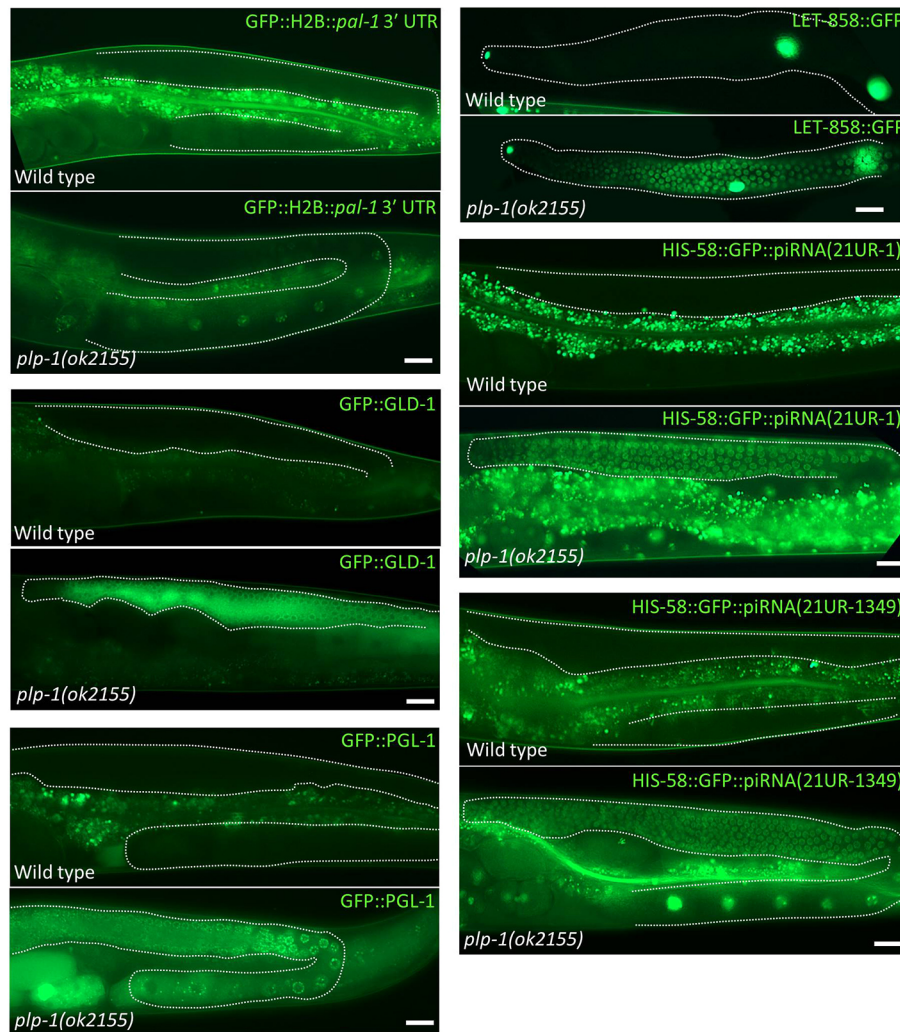 GFP::H2B::pal-1 3′ UTR
Wild type
GFP::H2B::pal-1 3′ UTR
plp-1(ok2155)
GFP::GLD-1
Wild type
GFP::GLD-1
plp-1(ok2155)
GFP::PGL-1
Wild type
GFP::PGL-1
plp-1(ok2155)
LET-858::GFP
Wild type
LET-858::GFP
plp-1(ok2155)
HIS-58::GFP::piRNA(21UR-1)
Wild type
HIS-58::GFP::piRNA(21UR-1)
plp-1(ok2155)
HIS-58::GFP::piRNA(21UR-1349)
Wild type
HIS-58::GFP::piRNA(21UR-1349)
plp-1(ok2155)